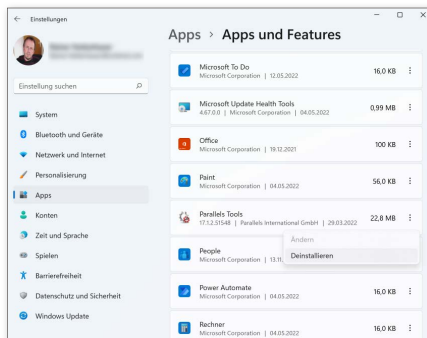 Einstellungen
Apps > Apps und Features
Einstellung suchen
System
Bluetooth und Geräte
Netzwerk und Internet
Personalisierung
Apps
Konten
Zeit und Sprache
Spielen
Barrierefreiheit
Datenschutz und Sicherheit
Windows Update
Microsoft To Do
Microsoft Corporation | 12.05.2022
16,0 KB
Microsoft Update Health Tools
4.67.0.0 | Microsoft Corporation | 04.05.2022
0,99 MB
Office
Microsoft Corporation | 19.12.2021
100 KB
Paint
Microsoft Corporation | 04.05.2022
56,0 KB
Parallels Tools
17.1.2.51548 | Parallels International GmbH | 29.03.2022
22,8 MB
Ändern
Deinstallieren
People
Microsoft Corporation | 13.11.
Power Automate
Microsoft Corporation | 04.05.2022
16,0 KB
Rechner
Microsoft Corporation | 04.05.2022
16,0 KB